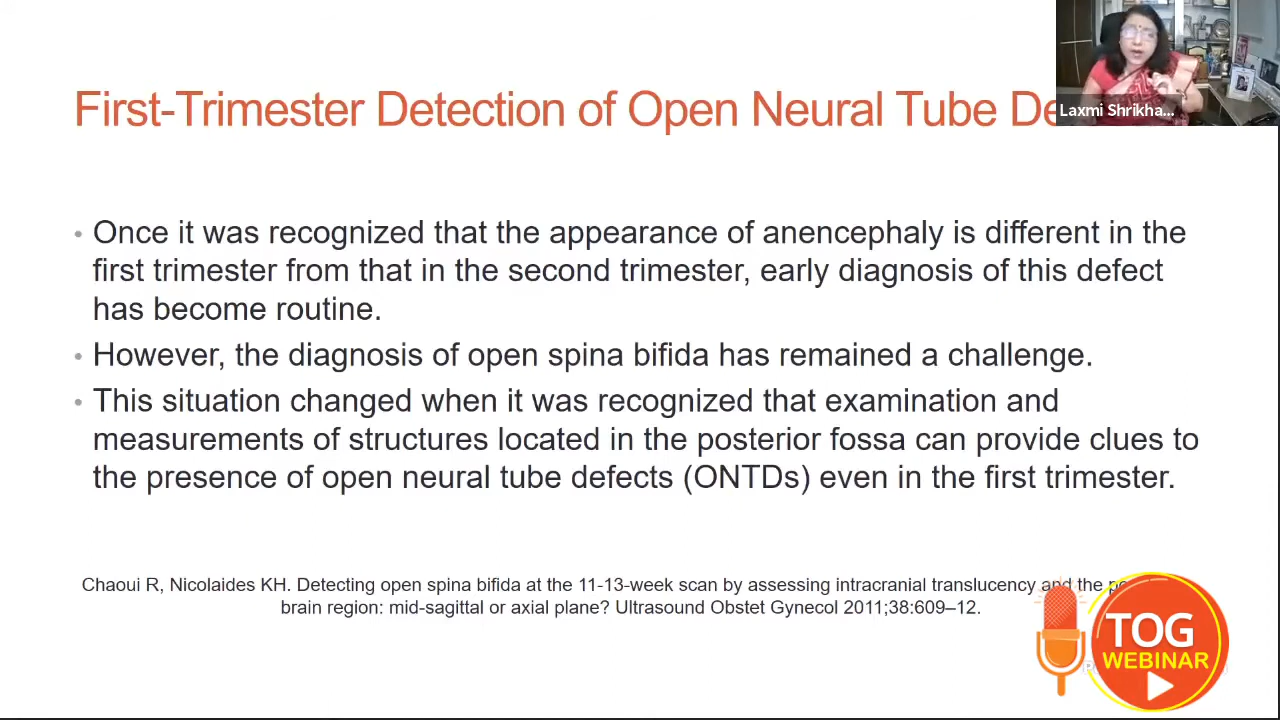 First-Trimester Detection of Open Neural Tube De
Laxmi Shrikha...
• Once it was recognized that the appearance of anencephaly is different in the
first trimester from that in the second trimester, early diagnosis of this defect
has become routine.
• However, the diagnosis of open spina bifida has remained a challenge.
• This situation changed when it was recognized that examination and
measurements of structures located in the posterior fossa can provide clues to
the presence of open neural tube defects (ONTDs) even in the first trimester.
Chaoui R, Nicolaides KH. Detecting open spina bifida at the 11-13-week scan by assessing intracranial translucency and the
brain region: mid-sagittal or axial plane? Ultrasound Obstet Gynecol 2011;38:609–12.
TOG
WEBINAR